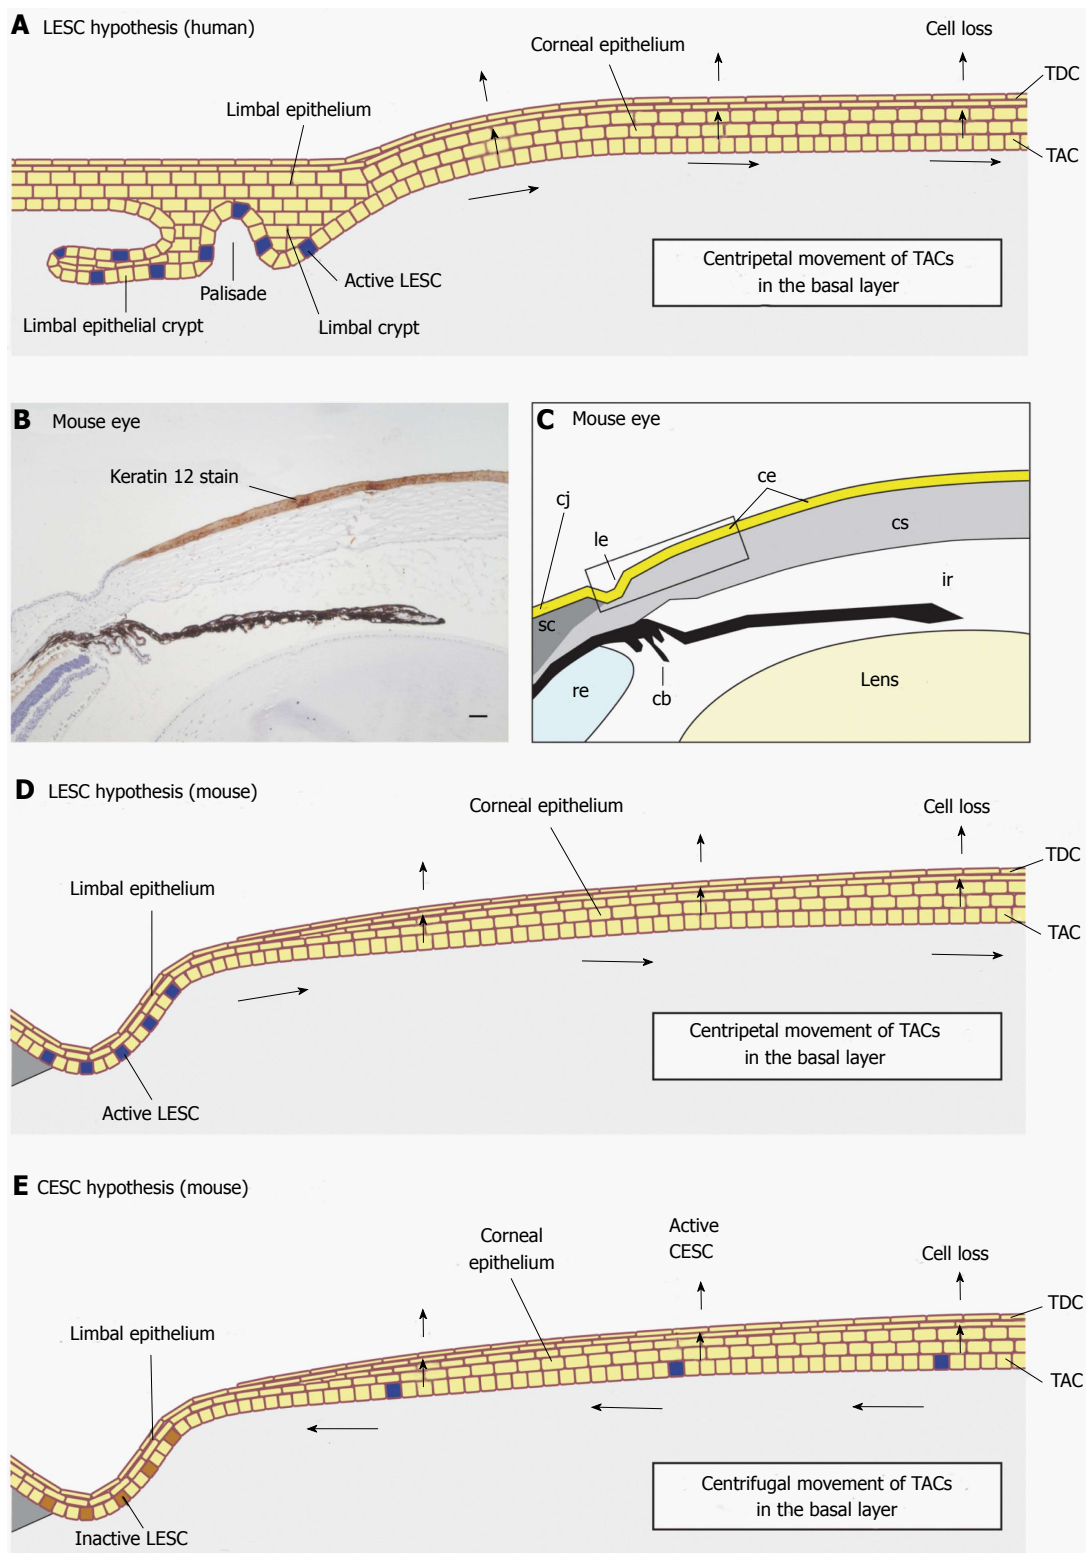 A LESC hypothesis (human)
Cell loss
Corneal epithelium
TDC
Limbal epithelium
TAC
Centripetal movement of TACs
in the basal layer
Active LESC
Palisade
Limbal epithelial crypt
Limbal crypt
B Mouse eye
Keratin 12 stain
C Mouse eye
ce
cj
cs
le
ir
sc
Lens
re
cb
D LESC hypothesis (mouse)
Corneal epithelium
Cell loss
TDC
Limbal epithelium
TAC
Centripetal movement of TACs
in the basal layer
Active LESC
E CESC hypothesis (mouse)
Active
CESC
Corneal
epithelium
Cell loss
TDC
Limbal epithelium
TAC
Centrifugal movement of TACs
in the basal layer
Inactive LESC